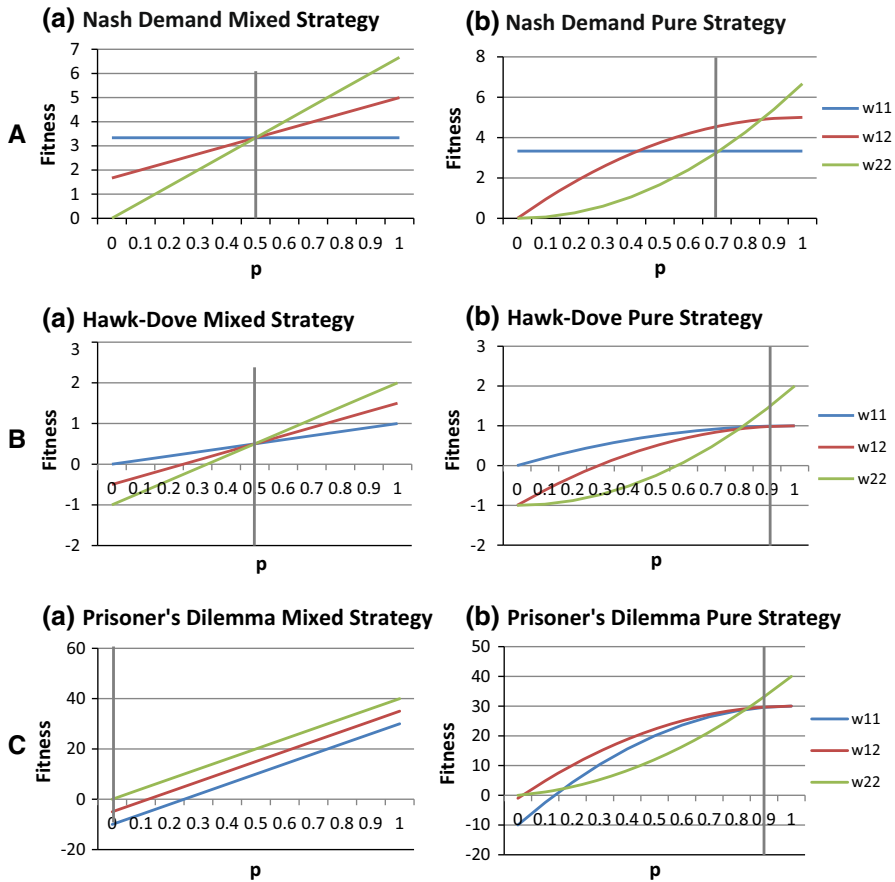 (a) Nash Demand Mixed Strategy
(b) Nash Demand Pure Strategy
A
Fitness
7
6
5
4
3
2
1
0
0 0.1 0.2 0.3 0.4 0.5 0.6 0.7 0.8 0.9 1
p
Fitness
8
6
4
2
0
0 0.1 0.2 0.3 0.4 0.5 0.6 0.7 0.8 0.9 1
p
w11
w12
w22
(a) Hawk-Dove Mixed Strategy
(b) Hawk-Dove Pure Strategy
B
Fitness
3
2
1
0
-1
-2
0 0.1 0.2 0.3 0.4 0.5 0.6 0.7 0.8 0.9 1
p
Fitness
3
2
1
0
-1
-2
0 0.1 0.2 0.3 0.4 0.5 0.6 0.7 0.8 0.9 1
p
w11
w12
w22
(a) Prisoner's Dilemma Mixed Strategy
(b) Prisoner's Dilemma Pure Strategy
C
Fitness
60
40
20
0
-20
0 0.1 0.2 0.3 0.4 0.5 0.6 0.7 0.8 0.9 1
p
Fitness
50
40
30
20
10
0
-10
-20
0 0.1 0.2 0.3 0.4 0.5 0.6 0.7 0.8 0.9 1
p
w11
w12
w22